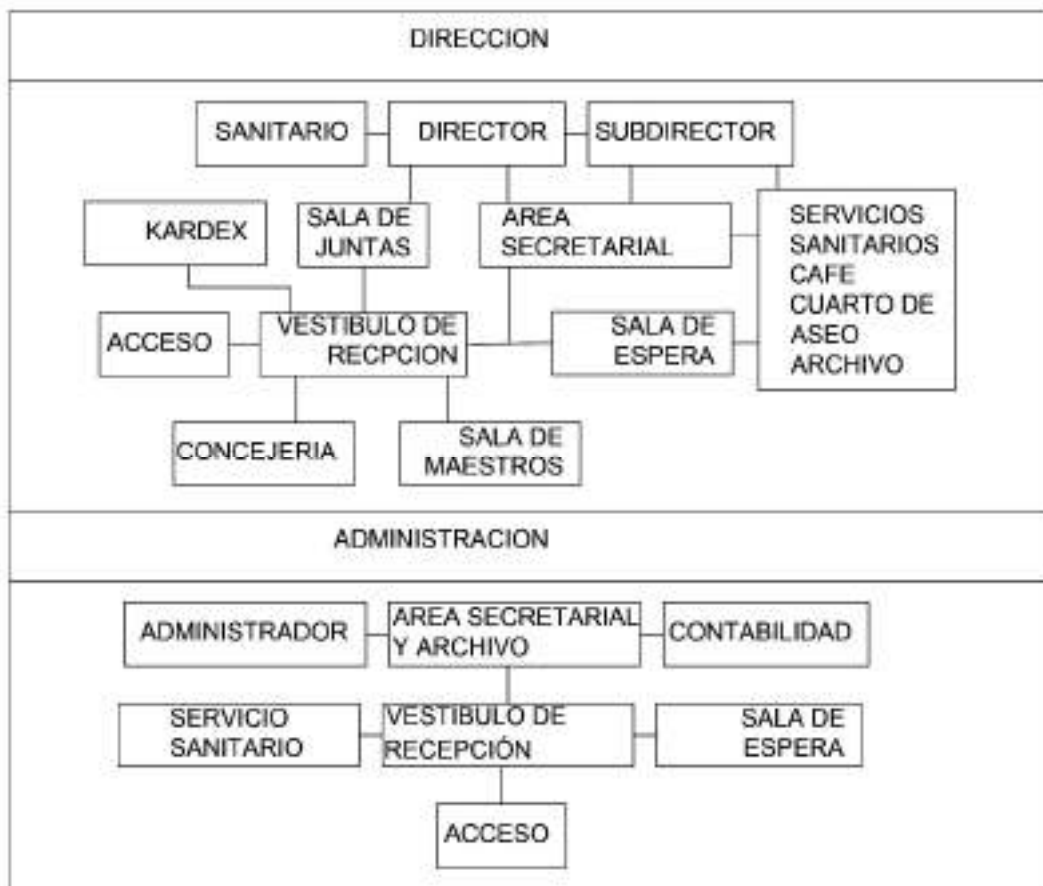 DIRECCION
SANITARIO
DIRECTOR
SUBDIRECTOR
KARDEX
SALA DE
JUNTAS
AREA
SECRETARIAL
SERVICIOS
SANITARIOS
CAFE
CUARTO DE
ASEO
ARCHIVO
ACCESO
VESTIBULO DE
RECPCION
SALA DE
ESPERA
CONCEJERIA
SALA DE
MAESTROS
ADMINISTRACION
ADMINISTRADOR
AREA SECRETARIAL
Y ARCHIVO
CONTABILIDAD
SERVICIO
SANITARIO
VESTIBULO DE
RECEPCIÓN
SALA DE
ESPERA
ACCESO